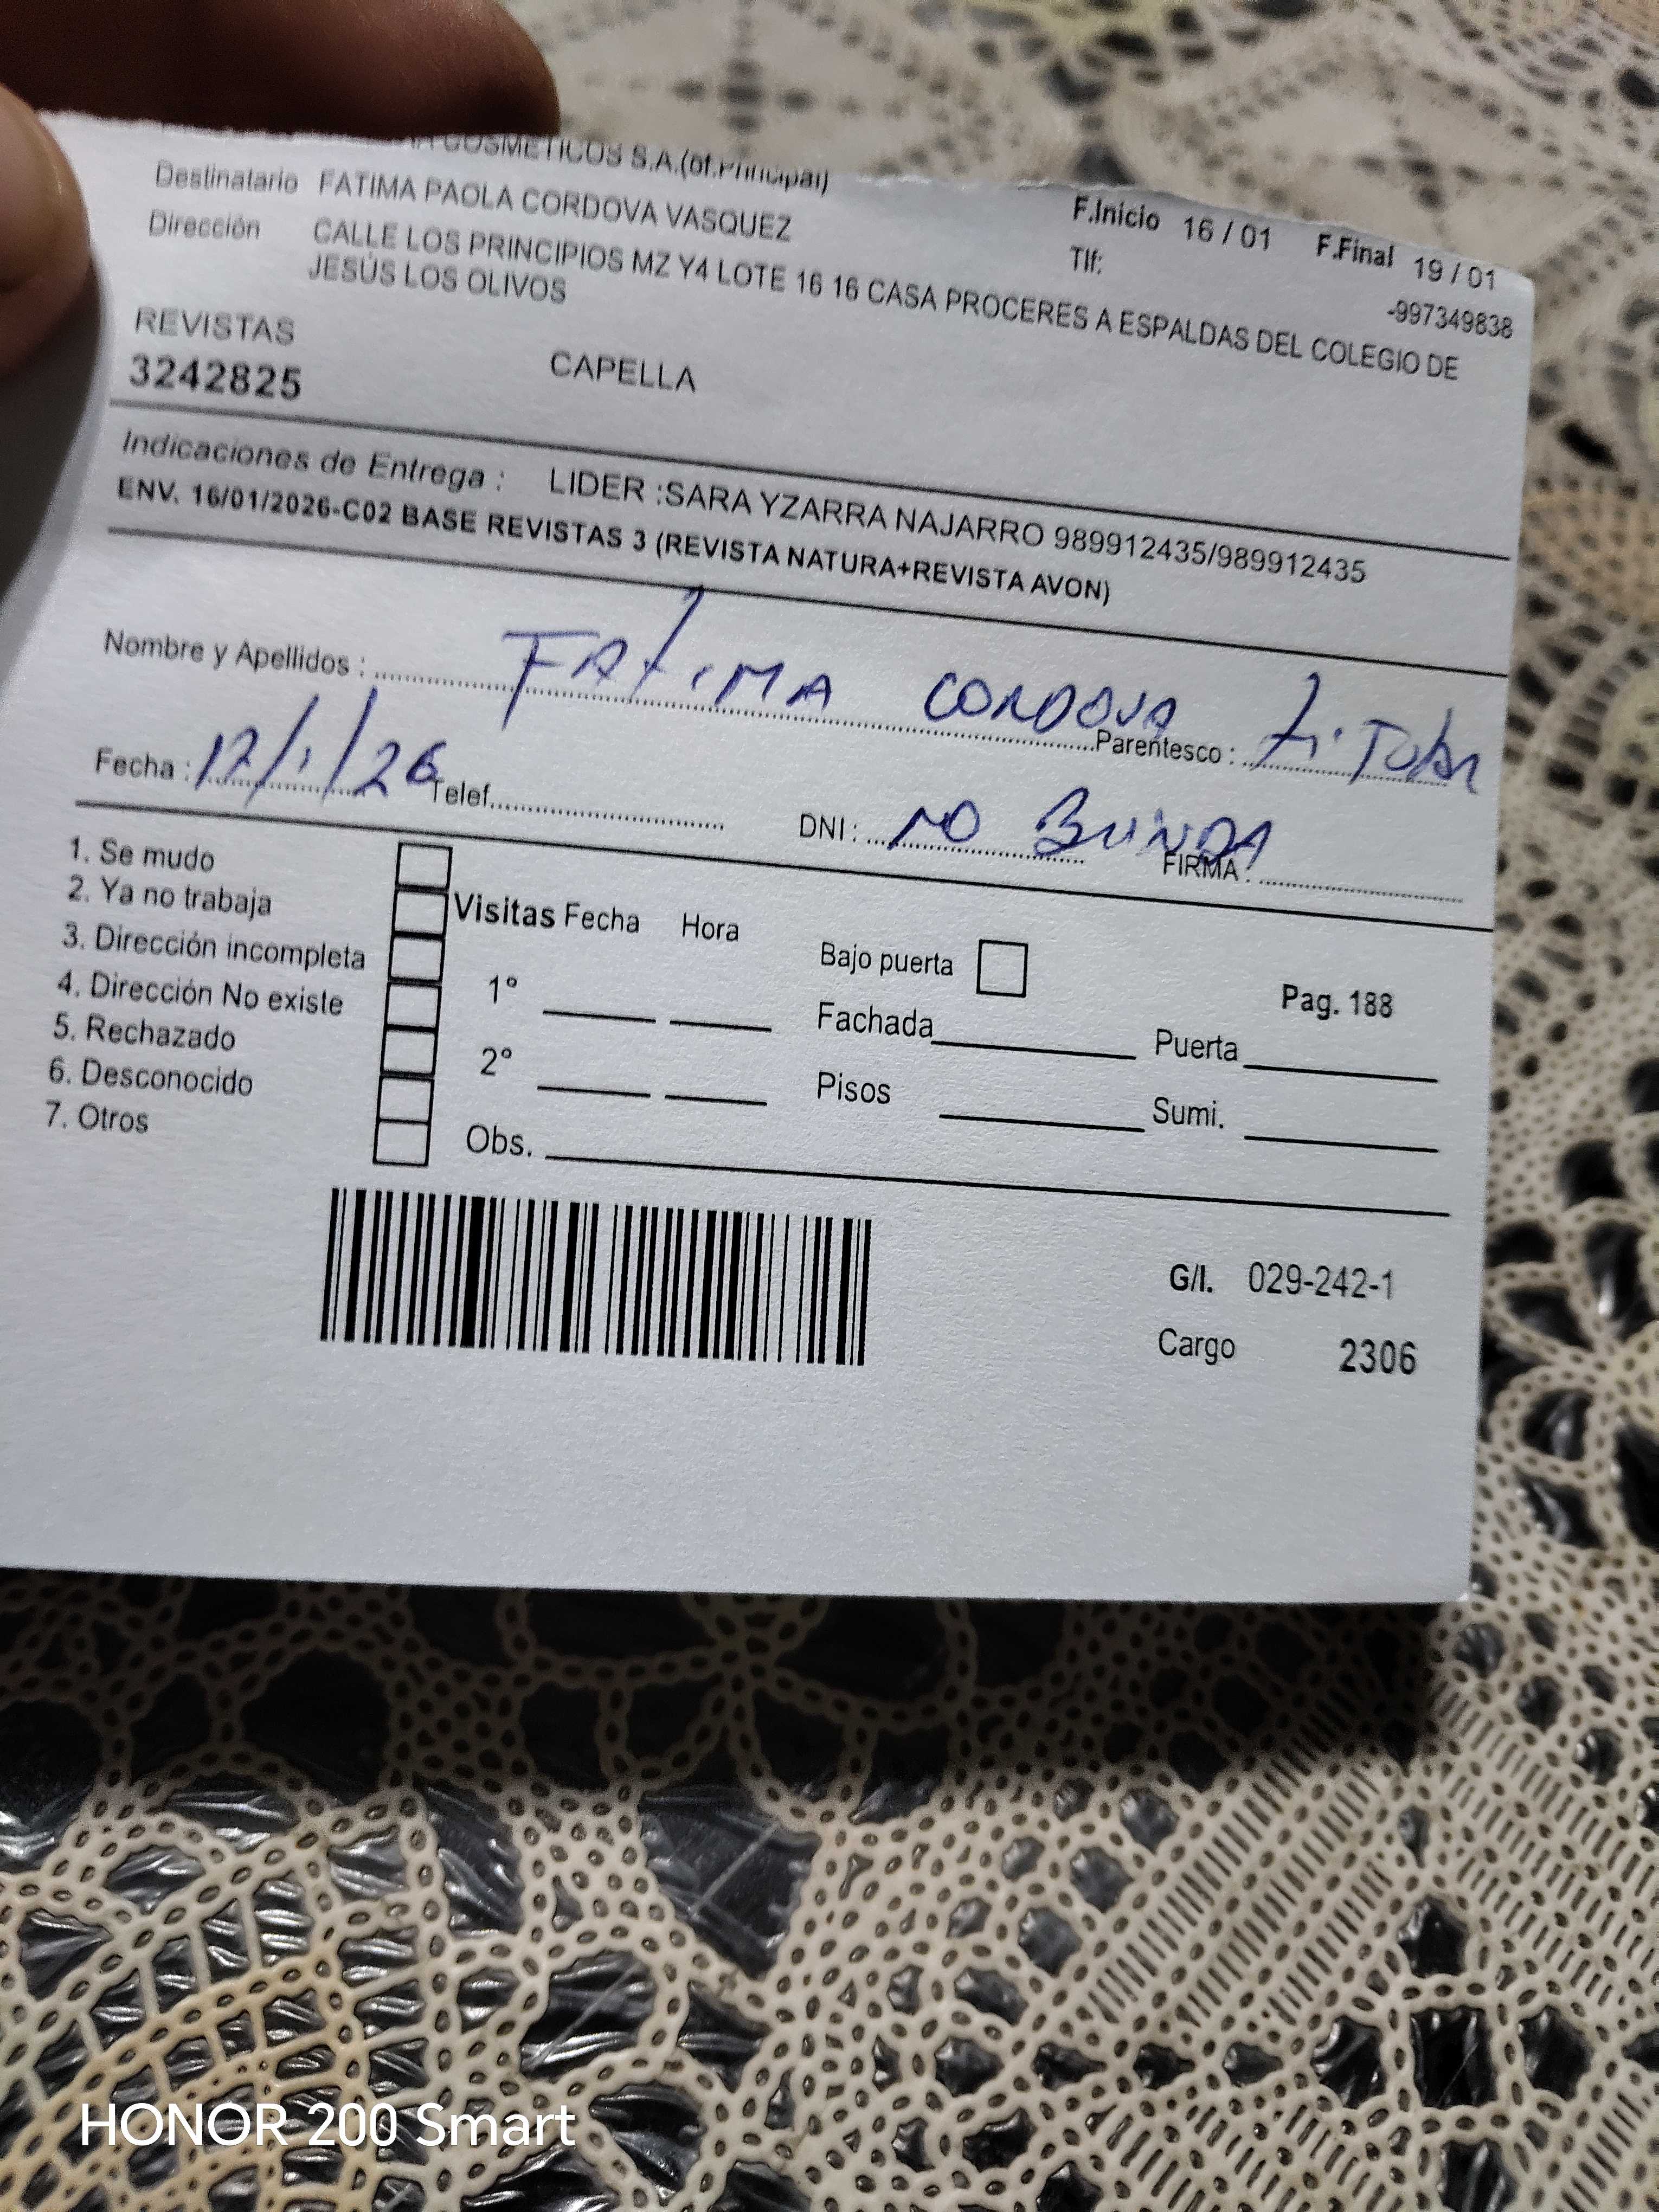 COSMETICOS S.A.(of.Principal)
Destinatario FATIMA PAOLA CORDOVA VASQUEZ F.Inicio 16 / 01 F.Final 19 / 01
Dirección CALLE LOS PRINCIPIOS MZ Y4 LOTE 16 16 CASA PROCERES A ESPALDAS DEL COLEGIO DE
JESÚS LOS OLIVOS
Tlf: -997349838
REVISTAS
3242825 CAPELLA
Indicaciones de Entrega : LIDER :SARA YZARRA NAJARRO 989912435/989912435
ENV. 16/01/2026-C02 BASE REVISTAS 3 (REVISTA NATURA+REVISTA AVON)
Nombre y Apellidos : FATIMA CORDOVA Parentesco : TiTular
Fecha : 17/1/26 Telef. DNI : NO BRINDA FIRMA :
1. Se mudo
2. Ya no trabaja
3. Dirección incompleta
4. Dirección No existe
5. Rechazado
6. Desconocido
7. Otros
Visitas Fecha Hora
1°
2°
Obs.
Bajo puerta
Pag. 188
Fachada Puerta
Pisos Sumi.
G/I. 029-242-1
Cargo 2306
HONOR 200 Smart